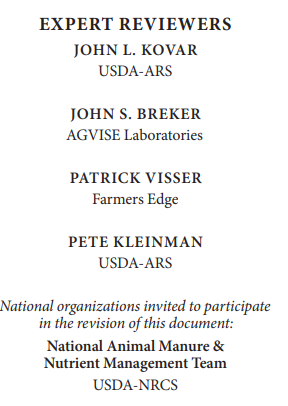 EXPERT REVIEWERS
JOHN L. KOVAR
USDA-ARS
JOHN S. BREKER
AGVISE Laboratories
PATRICK VISSER
Farmers Edge
PETE KLEINMAN
USDA-ARS
National organizations invited to participate
in the revision of this document:
National Animal Manure &
Nutrient Management Team
USDA-NRCS